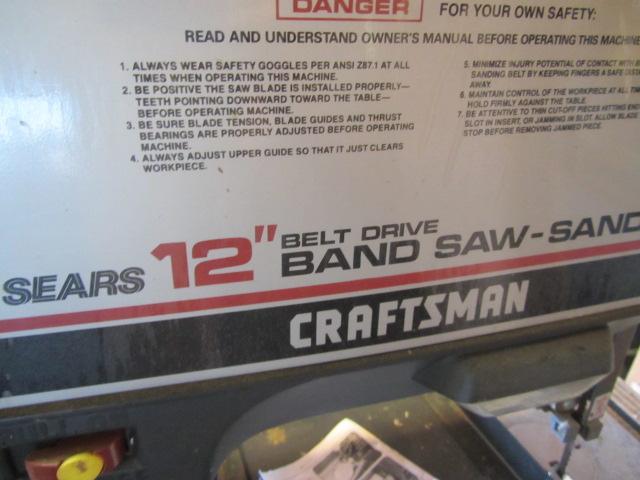 DANGER
FOR YOUR OWN SAFETY:
READ AND UNDERSTAND OWNER'S MANUAL BEFORE OPERATING THIS MACHINE
1. ALWAYS WEAR SAFETY GOGGLES PER ANSI Z87.1 AT ALL
TIMES WHEN OPERATING THIS MACHINE.
2. BE POSITIVE THE SAW BLADE IS INSTALLED PROPERLY—
TEETH POINTING DOWNWARD TOWARD THE TABLE—
BEFORE OPERATING MACHINE.
3. BE SURE BLADE TENSION, BLADE GUIDES AND THRUST
BEARINGS ARE PROPERLY ADJUSTED BEFORE OPERATING
MACHINE.
4. ALWAYS ADJUST UPPER GUIDE SO THAT IT JUST CLEARS
WORKPIECE.
5. MINIMIZE INJURY POTENTIAL OF CONTACT WITH
SANDING BELT BY KEEPING FINGERS A SAFE
AWAY.
6. MAINTAIN CONTROL OF THE WORKPIECE AT ALL
HOLD FIRMLY AGAINST THE TABLE.
7. BE ATTENTIVE TO THIN CUT-OFF PIECES HITTING
SLOT IN INSERT, OR JAMMING IN SLOT. ALLOW BLADE
STOP BEFORE REMOVING JAMMED PIECE.
SEARS 12" BELT DRIVE
BAND SAW-SAND
CRAFTSMAN